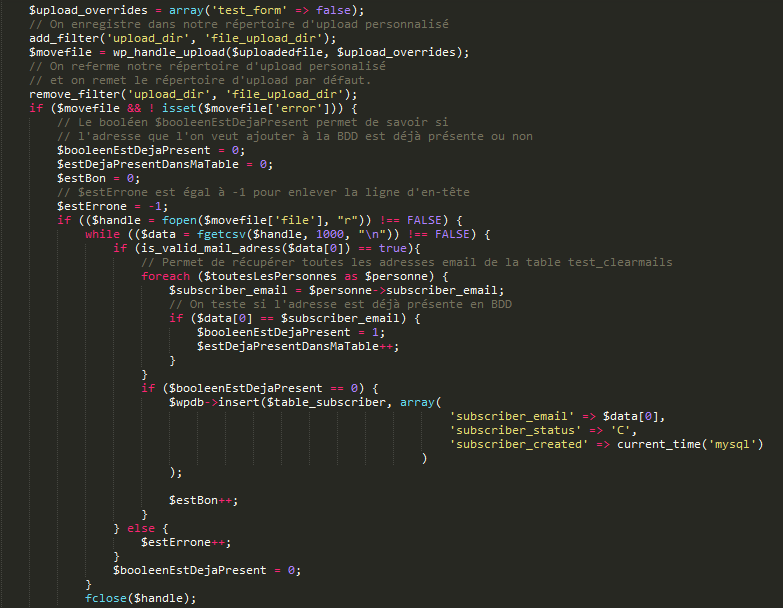 $upload_overrides = array('test_form' => false);
// On enregistre dans notre répertoire d'upload personnalisé
add_filter('upload_dir', 'file_upload_dir');
$movefile = wp_handle_upload($uploadedfile, $upload_overrides);
// On referme notre répertoire d'upload personalisé
// et on remet le répertoire d'upload par défaut.
remove_filter('upload_dir', 'file_upload_dir');
if ($movefile && ! isset($movefile['error'])) {
// Le booléen $booleenEstDejaPresent permet de savoir si
// l'adresse que l'on veut ajouter à la BDD est déjà présente ou non
$booleenEstDejaPresent = 0;
$estDejaPresentDansMaTable = 0;
$estBon = 0;
// $estErrone est égal à -1 pour enlever la ligne d'en-tête
$estErrone = -1;
if (($handle = fopen($movefile['file'], "r")) !== FALSE) {
while (($data = fgetcsv($handle, 1000, "\n")) !== FALSE) {
if (is_valid_mail_adress($data[0]) == true){
// Permet de récupérer toutes les adresses email de la table test_clearmails
foreach ($toutesLesPersonnes as $personne) {
$subscriber_email = $personne->subscriber_email;
// On teste si l'adresse est déjà présente en BDD
if ($data[0] == $subscriber_email) {
$booleenEstDejaPresent = 1;
$estDejaPresentDansMaTable++;
}
}
if ($booleenEstDejaPresent == 0) {
$wpdb->insert($table_subscriber, array(
'subscriber_email' => $data[0],
'subscriber_status' => 'C',
'subscriber_created' => current_time('mysql')
)
);
$estBon++;
}
} else {
$estErrone++;
}
$booleenEstDejaPresent = 0;
}
fclose($handle);